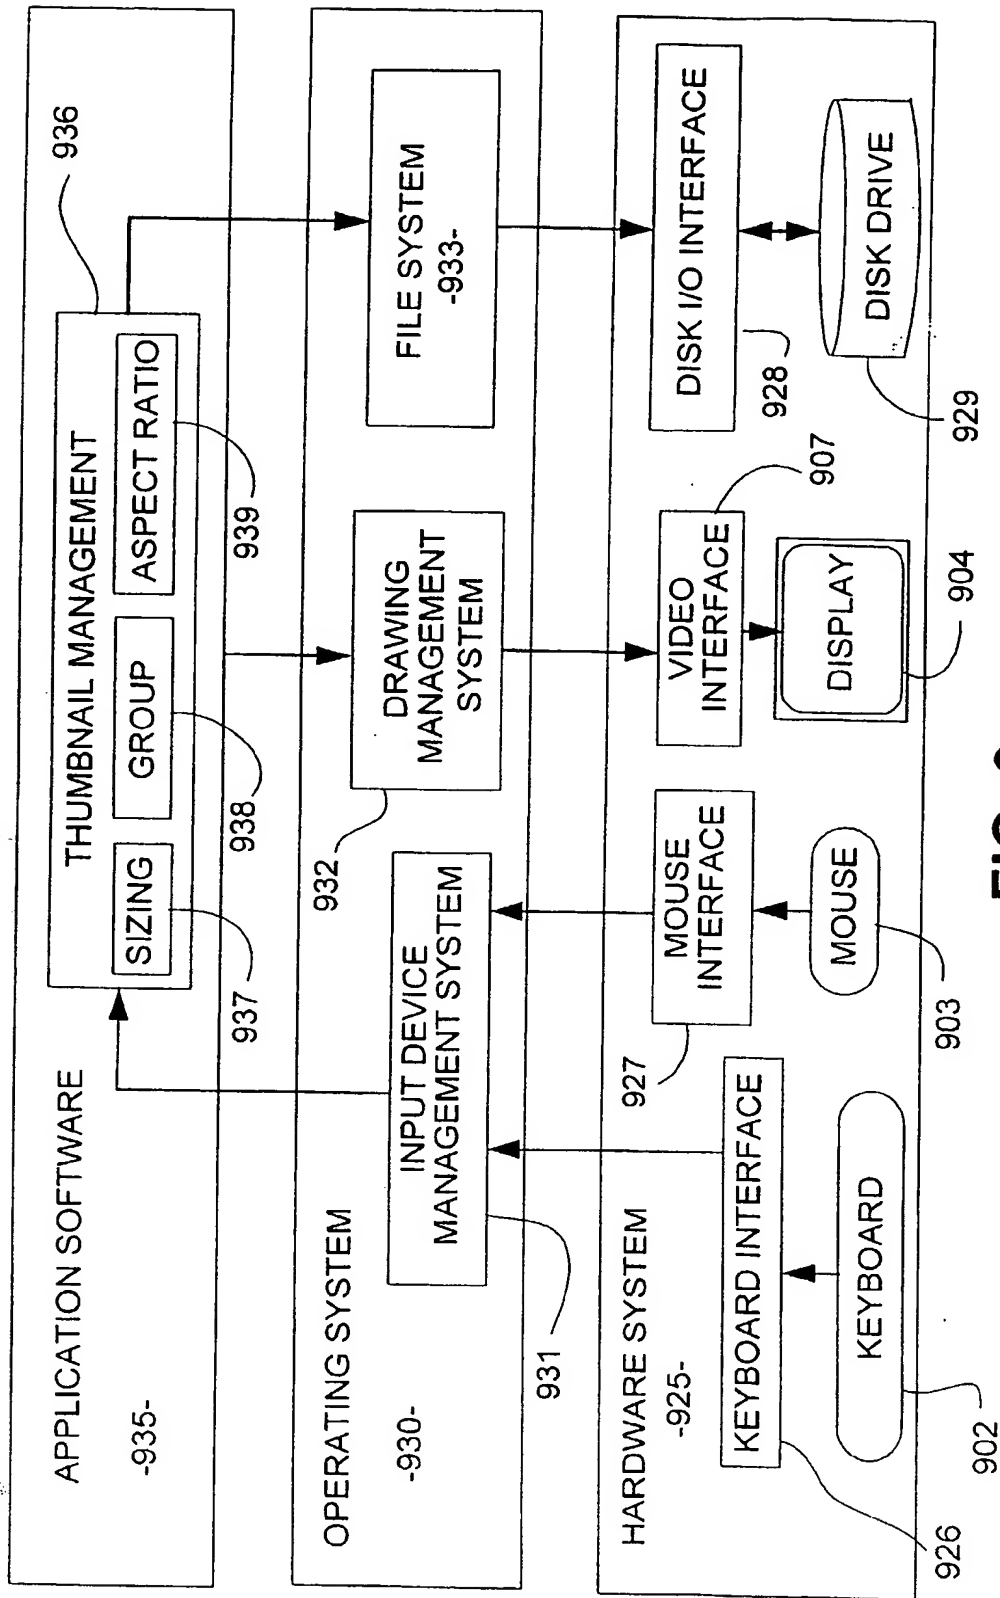 APPLICATION SOFTWARE
-935-
THUMBNAIL MANAGEMENT
936
SIZING
GROUP
ASPECT RATIO
937
938
939
OPERATING SYSTEM
-930-
INPUT DEVICE
MANAGEMENT SYSTEM
931
DRAWING
MANAGEMENT
SYSTEM
932
FILE SYSTEM
-933-
HARDWARE SYSTEM
-925-
KEYBOARD INTERFACE
926
KEYBOARD
902
MOUSE
INTERFACE
927
MOUSE
903
VIDEO
INTERFACE
907
DISPLAY
904
DISK I/O INTERFACE
928
DISK DRIVE
929